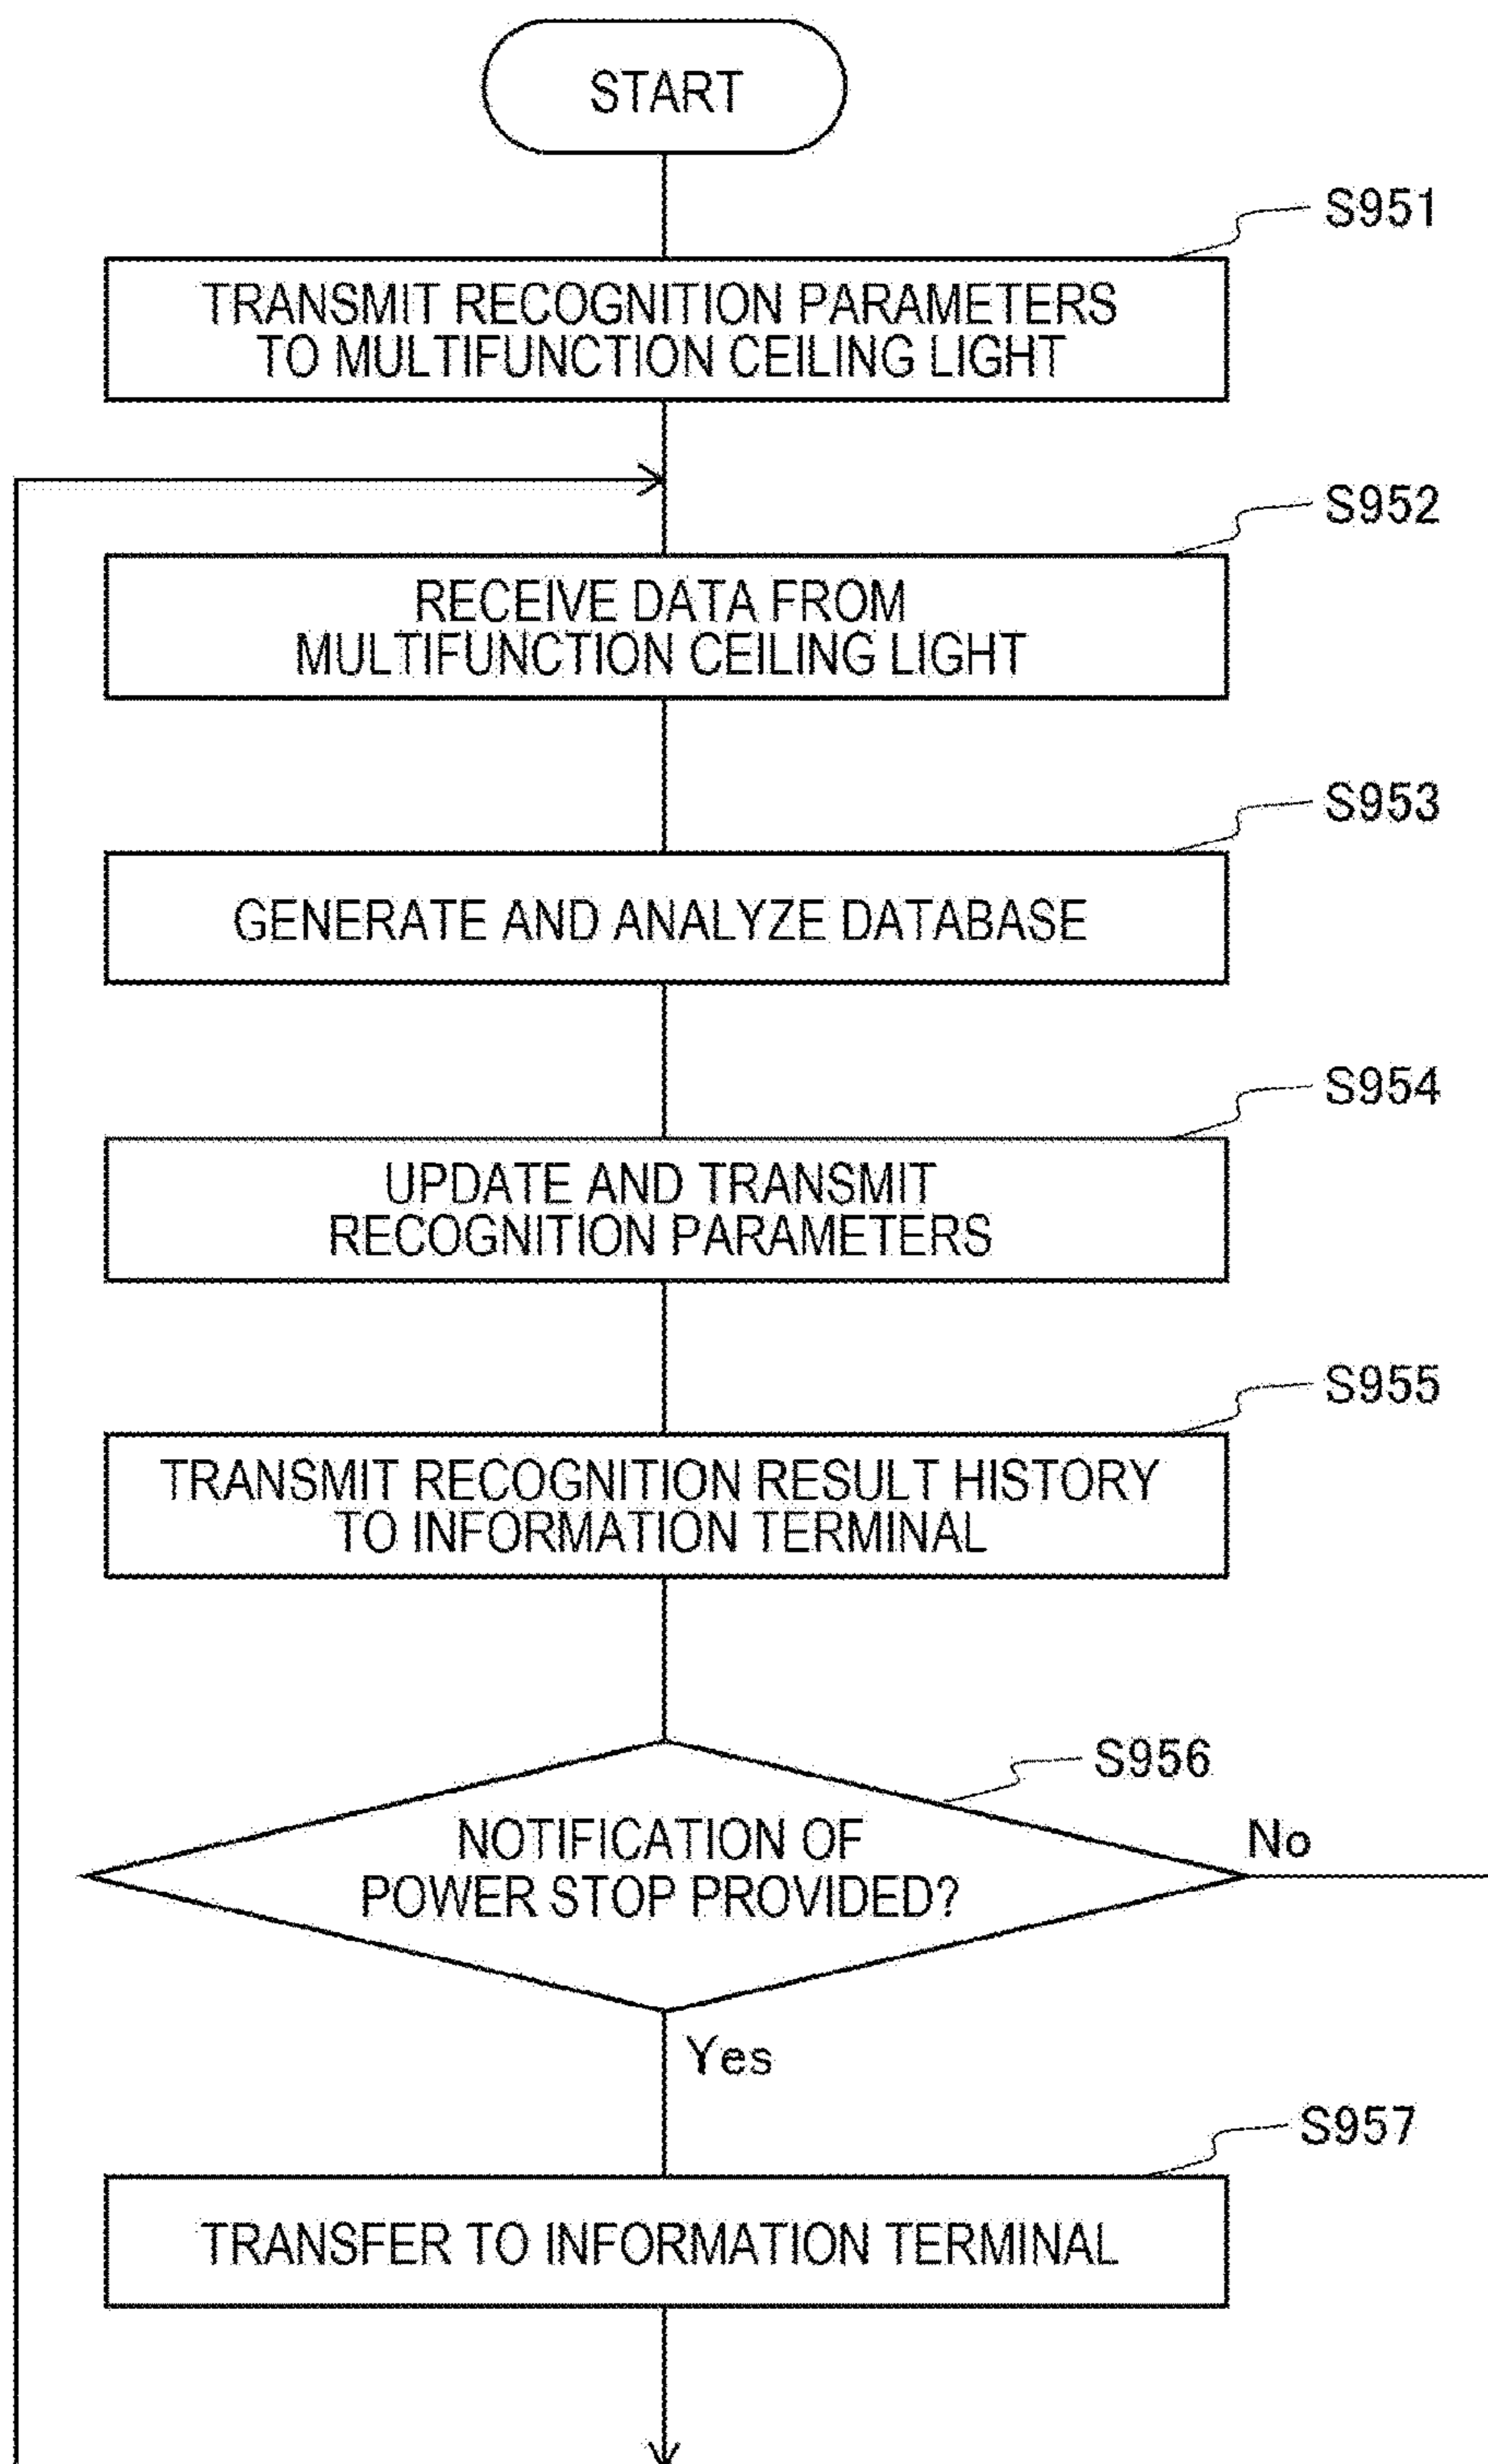 START
S951
TRANSMIT RECOGNITION PARAMETERS
TO MULTIFUNCTION CEILING LIGHT
S952
RECEIVE DATA FROM
MULTIFUNCTION CEILING LIGHT
S953
GENERATE AND ANALYZE DATABASE
S954
UPDATE AND TRANSMIT
RECOGNITION PARAMETERS
S955
TRANSMIT RECOGNITION RESULT HISTORY
TO INFORMATION TERMINAL
S956
NOTIFICATION OF
POWER STOP PROVIDED?
No
Yes
S957
TRANSFER TO INFORMATION TERMINAL